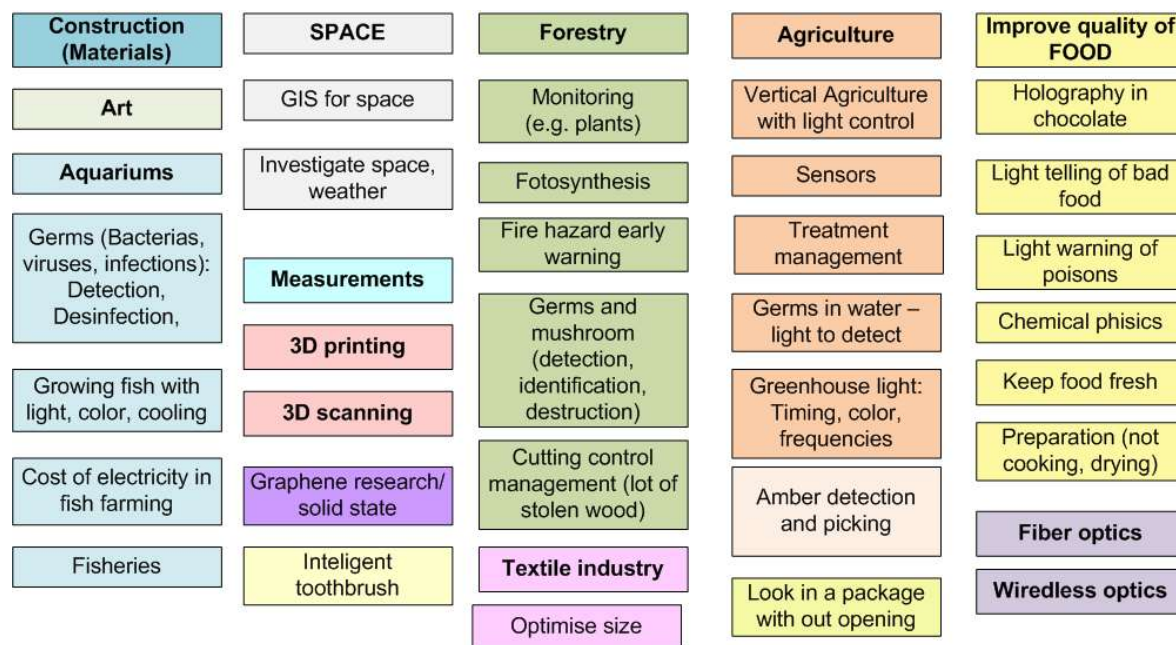 Construction
(Materials)
Art
Aquariums
Germs (Bacterias,
viruses, infections):
Detection,
Desinfection,
Growing fish with
light, color, cooling
Cost of electricity in
fish farming
Fisheries
SPACE
GIS for space
Investigate space,
weather
Measurements
3D printing
3D scanning
Graphene research/
solid state
Inteligent
toothbrush
Forestry
Monitoring
(e.g. plants)
Fotosynthesis
Fire hazard early
warning
Germs and
mushroom
(detection,
identification,
destruction)
Cutting control
management (lot of
stolen wood)
Textile industry
Optimise size
Agriculture
Vertical Agriculture
with light control
Sensors
Treatment
management
Germs in water –
light to detect
Greenhouse light:
Timing, color,
frequencies
Amber detection
and picking
Look in a package
with out opening
Improve quality of
FOOD
Holography in
chocolate
Light telling of bad
food
Light warning of
poisons
Chemical phisics
Keep food fresh
Preparation (not
cooking, drying)
Fiber optics
Wiredless optics